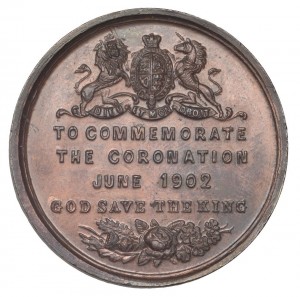 TO COMMEMORATE
THE CORONATION
JUNE 1902
GOD SAVE THE KING